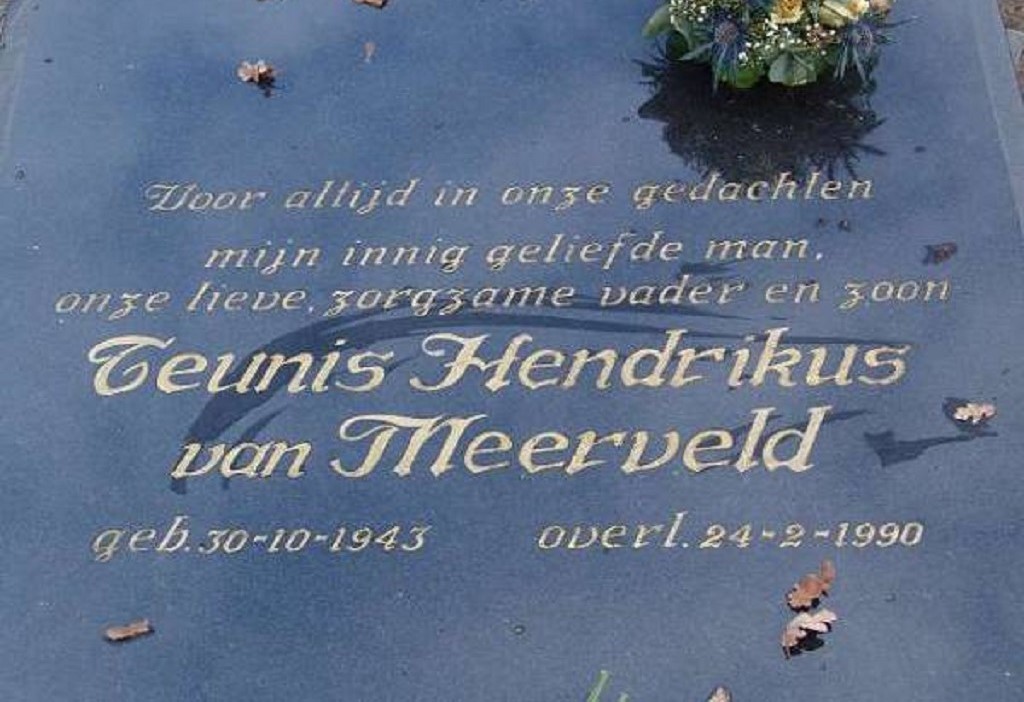 Voor altijd in onze gedachten
mijn innig geliefde man,
onze lieve, zorgzame vader en zoon
Teunis Hendrikus
van Meerveld
geb. 30-10-1943 overl. 24-2-1990